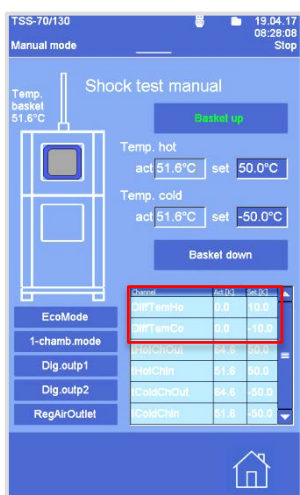 TSS-70/130
19.04.17
08:28:08
Manual mode
Stop
Shock test manual
Temp.
basket
51.6°C
Basket up
Temp. hot
act 51.6°C set 50.0°C
Temp. cold
act 51.6°C set -50.0°C
Basket down
Channel Act [K] Set [K]
DiffTemHo 0.0 10.0
DiffTemCo 0.0 -10.0
tHotChOut 54.6 50.0
tHotChIn 51.6 50.0
tColdChOut 54.6 -50.0
tColdChIn 51.6 -50.0
EcoMode
1-chamb.mode
Dig.outp1
Dig.outp2
RegAirOutlet